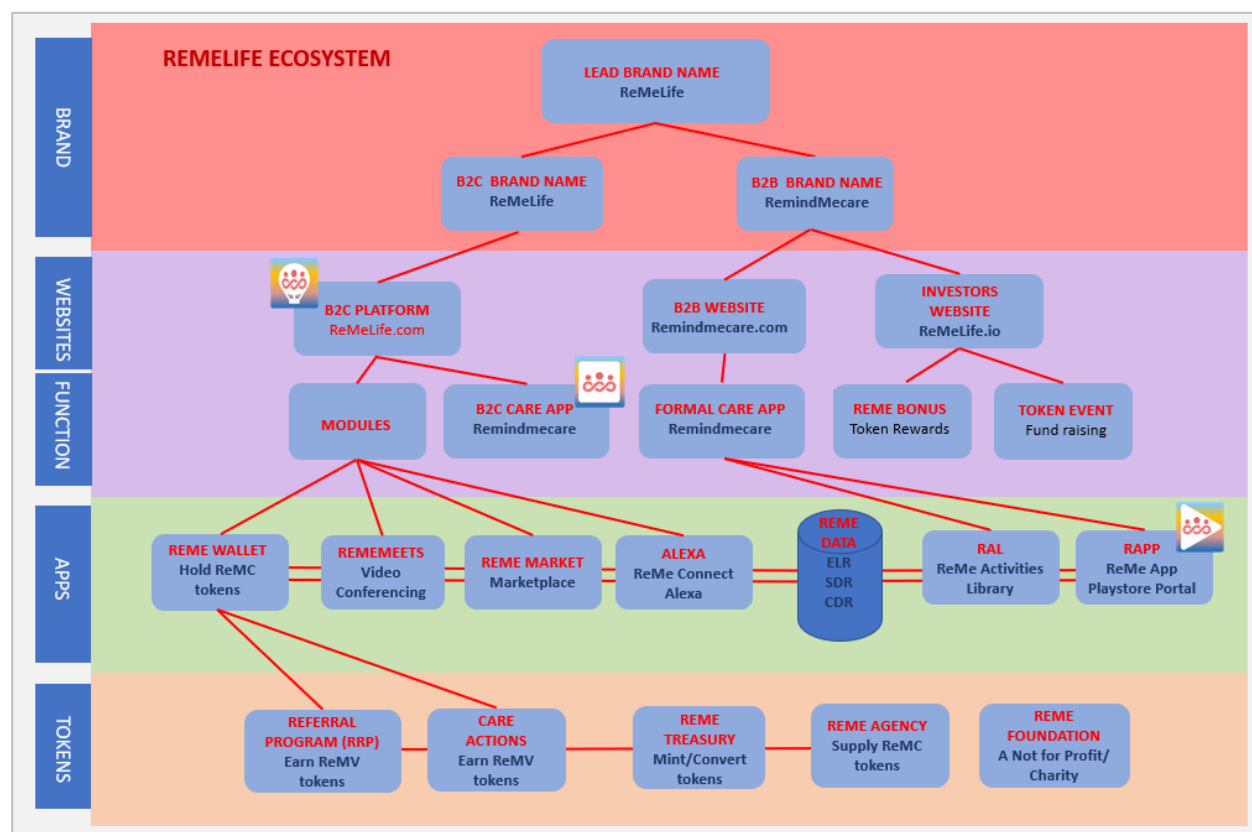 REMELIFE ECOSYSTEM
BRAND
LEAD BRAND NAME
ReMeLife
B2C BRAND NAME
ReMeLife
B2B BRAND NAME
RemindMecare
WEBSITES
B2C PLATFORM
ReMeLife.com
B2B WEBSITE
Remindmecare.com
INVESTORS
WEBSITE
ReMeLife.io
FUNCTION
MODULES
B2C CARE APP
Remindmecare
FORMAL CARE APP
Remindmecare
REME BONUS
Token Rewards
TOKEN EVENT
Fund raising
APPS
REME WALLET
Hold ReMC
tokens
REMEMEETS
Video
Conferencing
REME MARKET
Marketplace
ALEXA
ReMe Connect
Alexa
REME
DATA
ELR
SDR
CDR
RAL
ReMe Activities
Library
RAPP
ReMe App
Playstore Portal
TOKENS
REFERRAL
PROGRAM (RRP)
Earn ReMV
tokens
CARE
ACTIONS
Earn ReMV
tokens
REME
TREASURY
Mint/Convert
tokens
REME AGENCY
Supply ReMC
tokens
REME
FOUNDATION
A Not for Profit/
Charity